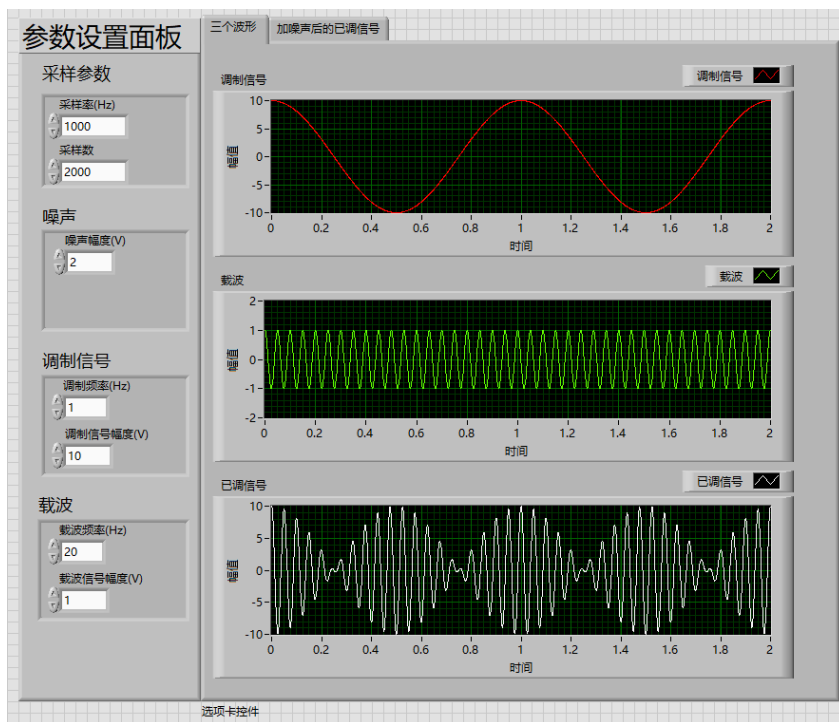 参数设置面板
采样参数
采样率(Hz)
1000
采样数
2000
噪声
噪声幅度(V)
2
调制信号
调制频率(Hz)
1
调制信号幅度(V)
10
载波
载波频率(Hz)
20
载波信号幅度(V)
1
三个波形 加噪声后的已调信号
调制信号 调制信号
10
5
0
-5
-10
幅值
0 0.2 0.4 0.6 0.8 1 1.2 1.4 1.6 1.8 2
时间
载波 载波
2
1
0
-1
-2
幅值
0 0.2 0.4 0.6 0.8 1 1.2 1.4 1.6 1.8 2
时间
已调信号 已调信号
10
5
0
-5
-10
幅值
0 0.2 0.4 0.6 0.8 1 1.2 1.4 1.6 1.8 2
时间
选项卡控件